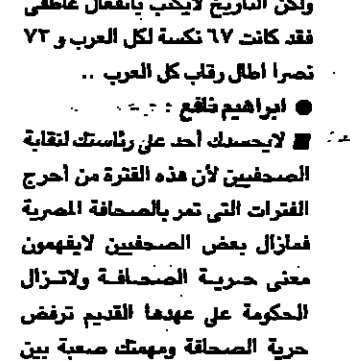 ولكن التاريخ لايكتب بانفعال عاطفى
فقد كانت ٦٧ نكسة لكل العرب و ٧٣
نصرا أطال رقاب كل العرب ..
● ابراهيم نافع :
■ لايحسدك أحد على رئاستك لنقابة
الصحفيين لأن هذه الفترة من أحرج
الفترات التى تمر بالصحافة المصرية
فمازال بعض الصحفيين لايفهمون
معنى حرية الصحافة ولاتزال
الحكومة على عهدها القديم ترفض
حرية الصحافة ومهمتك صعبة بين